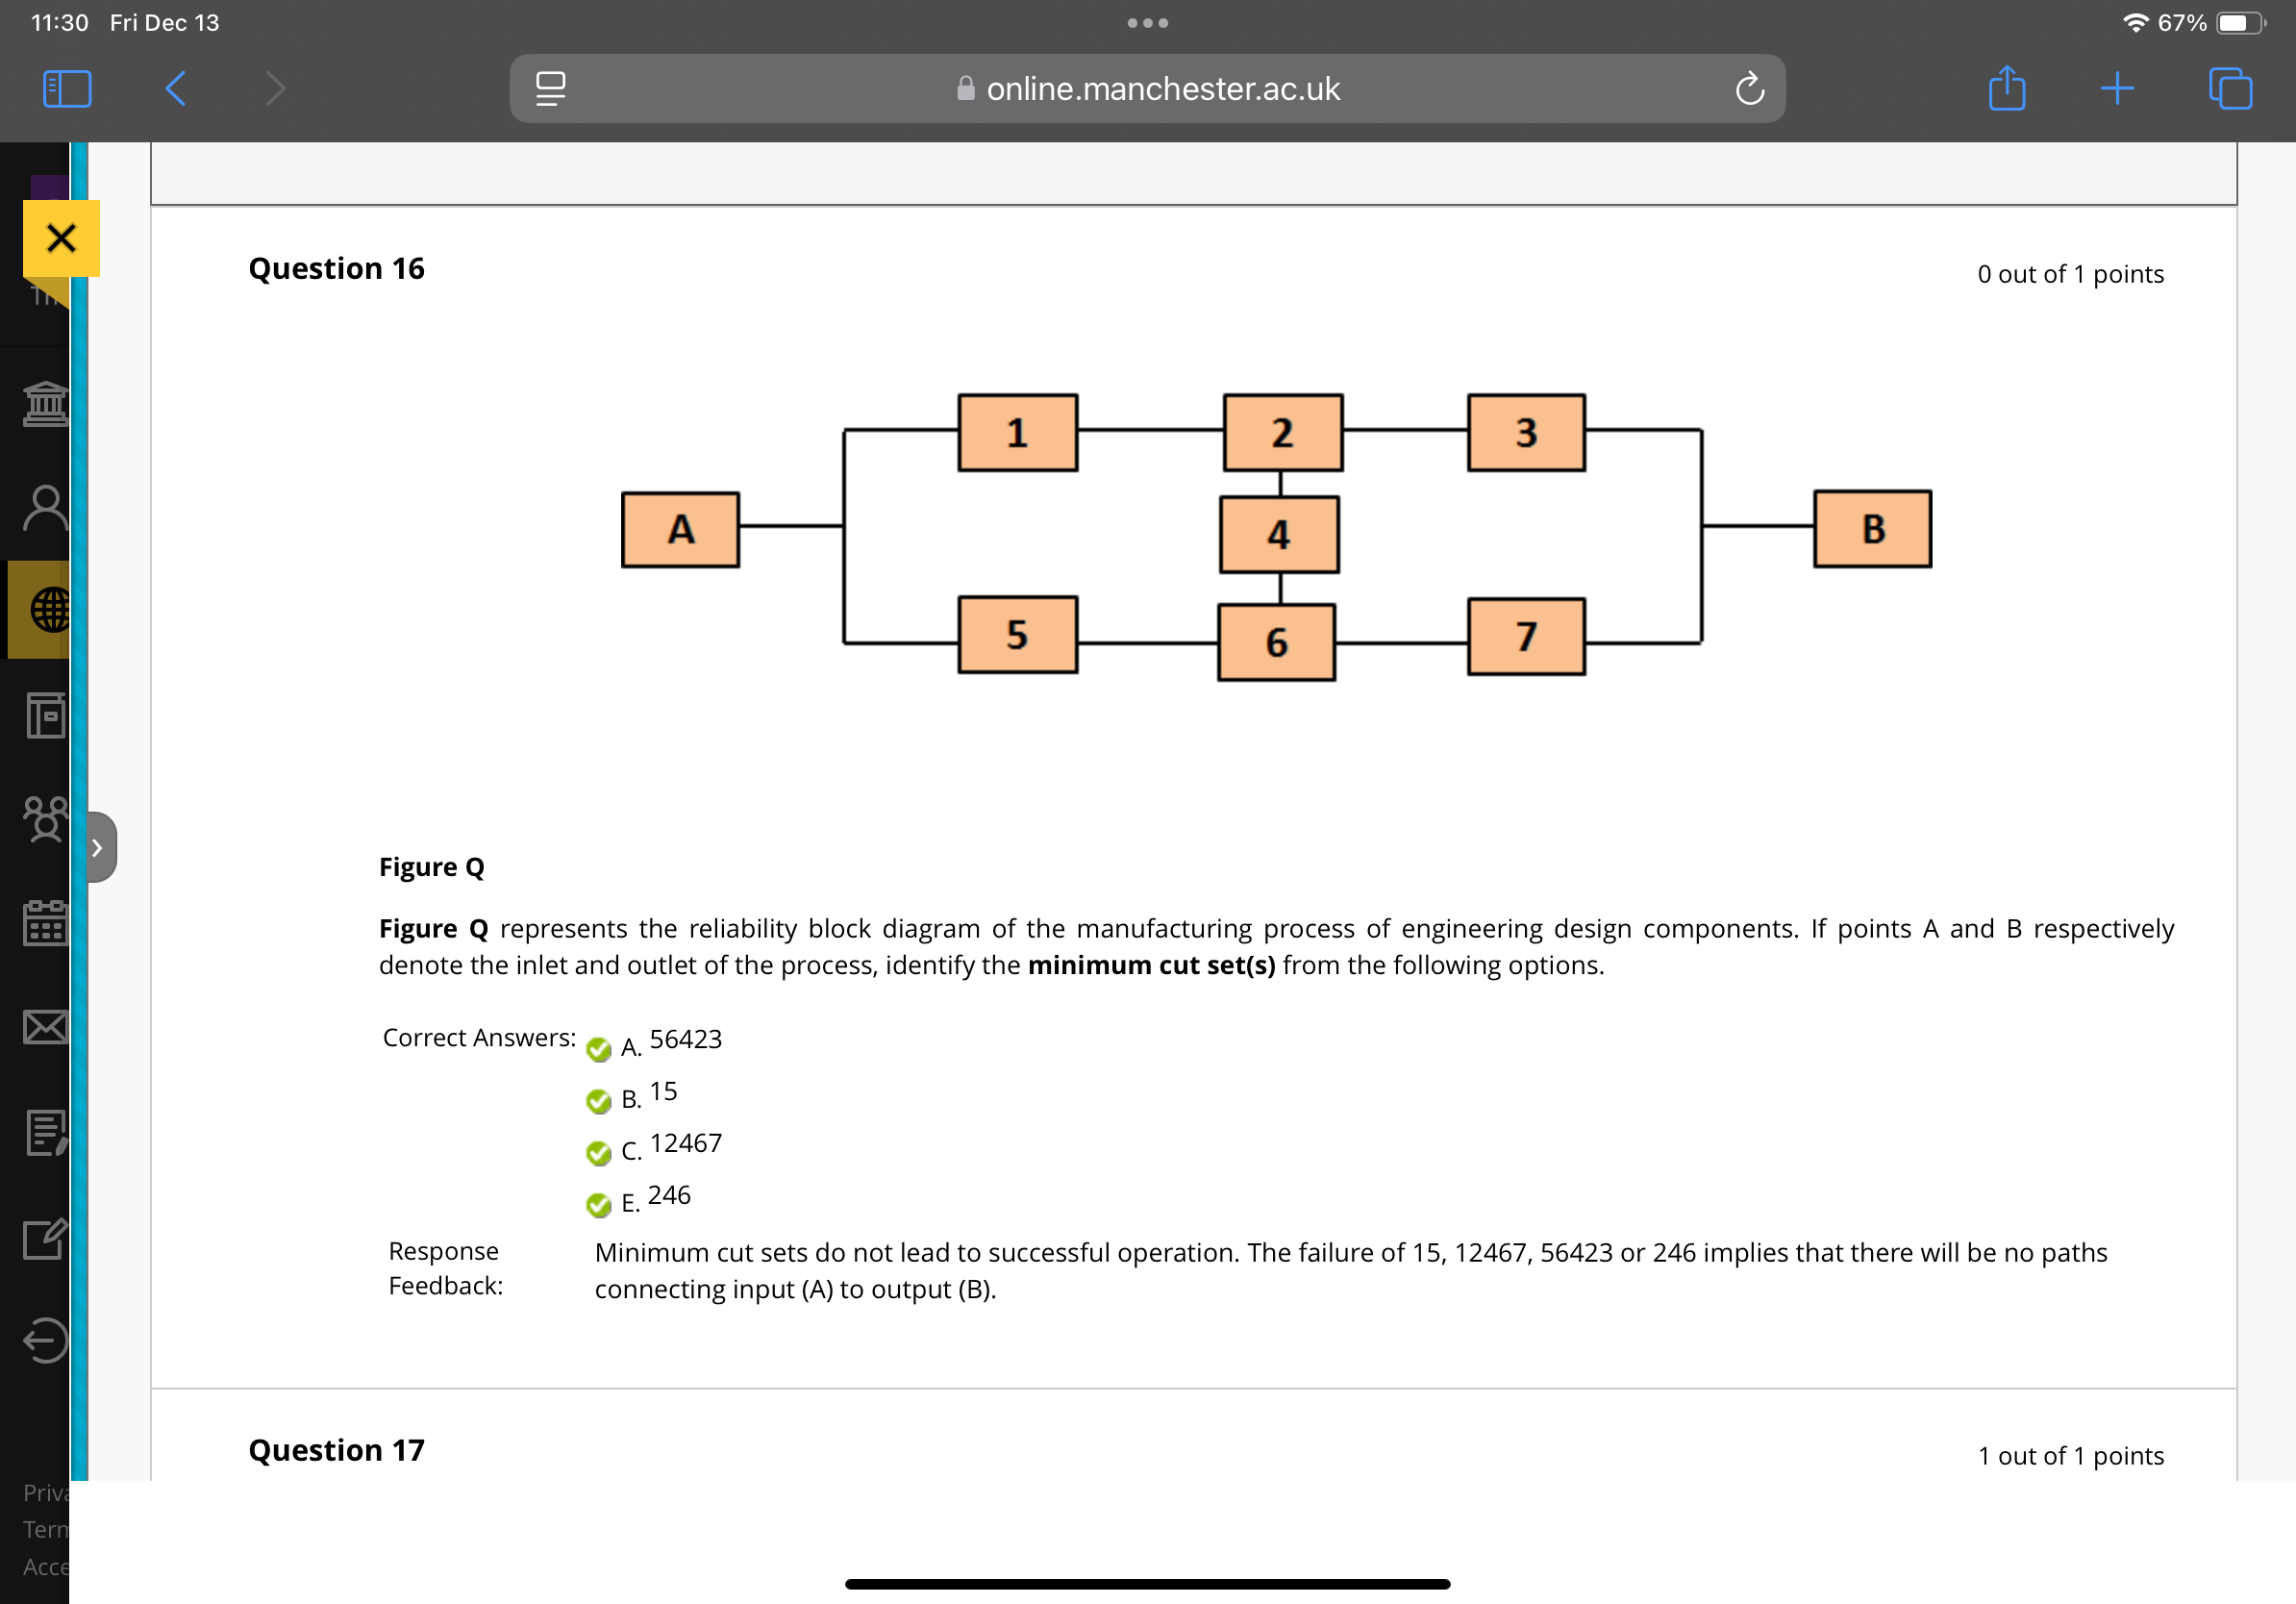 11:30 Fri Dec 13
67%
online.manchester.ac.uk
Question 16
0 out of 1 points
1
2
3
A
4
B
5
6
7
Figure Q
Figure Q represents the reliability block diagram of the manufacturing process of engineering design components. If points A and B respectively
denote the inlet and outlet of the process, identify the minimum cut set(s) from the following options.
Correct Answers:
A. 56423
B. 15
C. 12467
E. 246
Response
Feedback:
Minimum cut sets do not lead to successful operation. The failure of 15, 12467, 56423 or 246 implies that there will be no paths
connecting input (A) to output (B).
Question 17
1 out of 1 points
Priva
Term
Acce